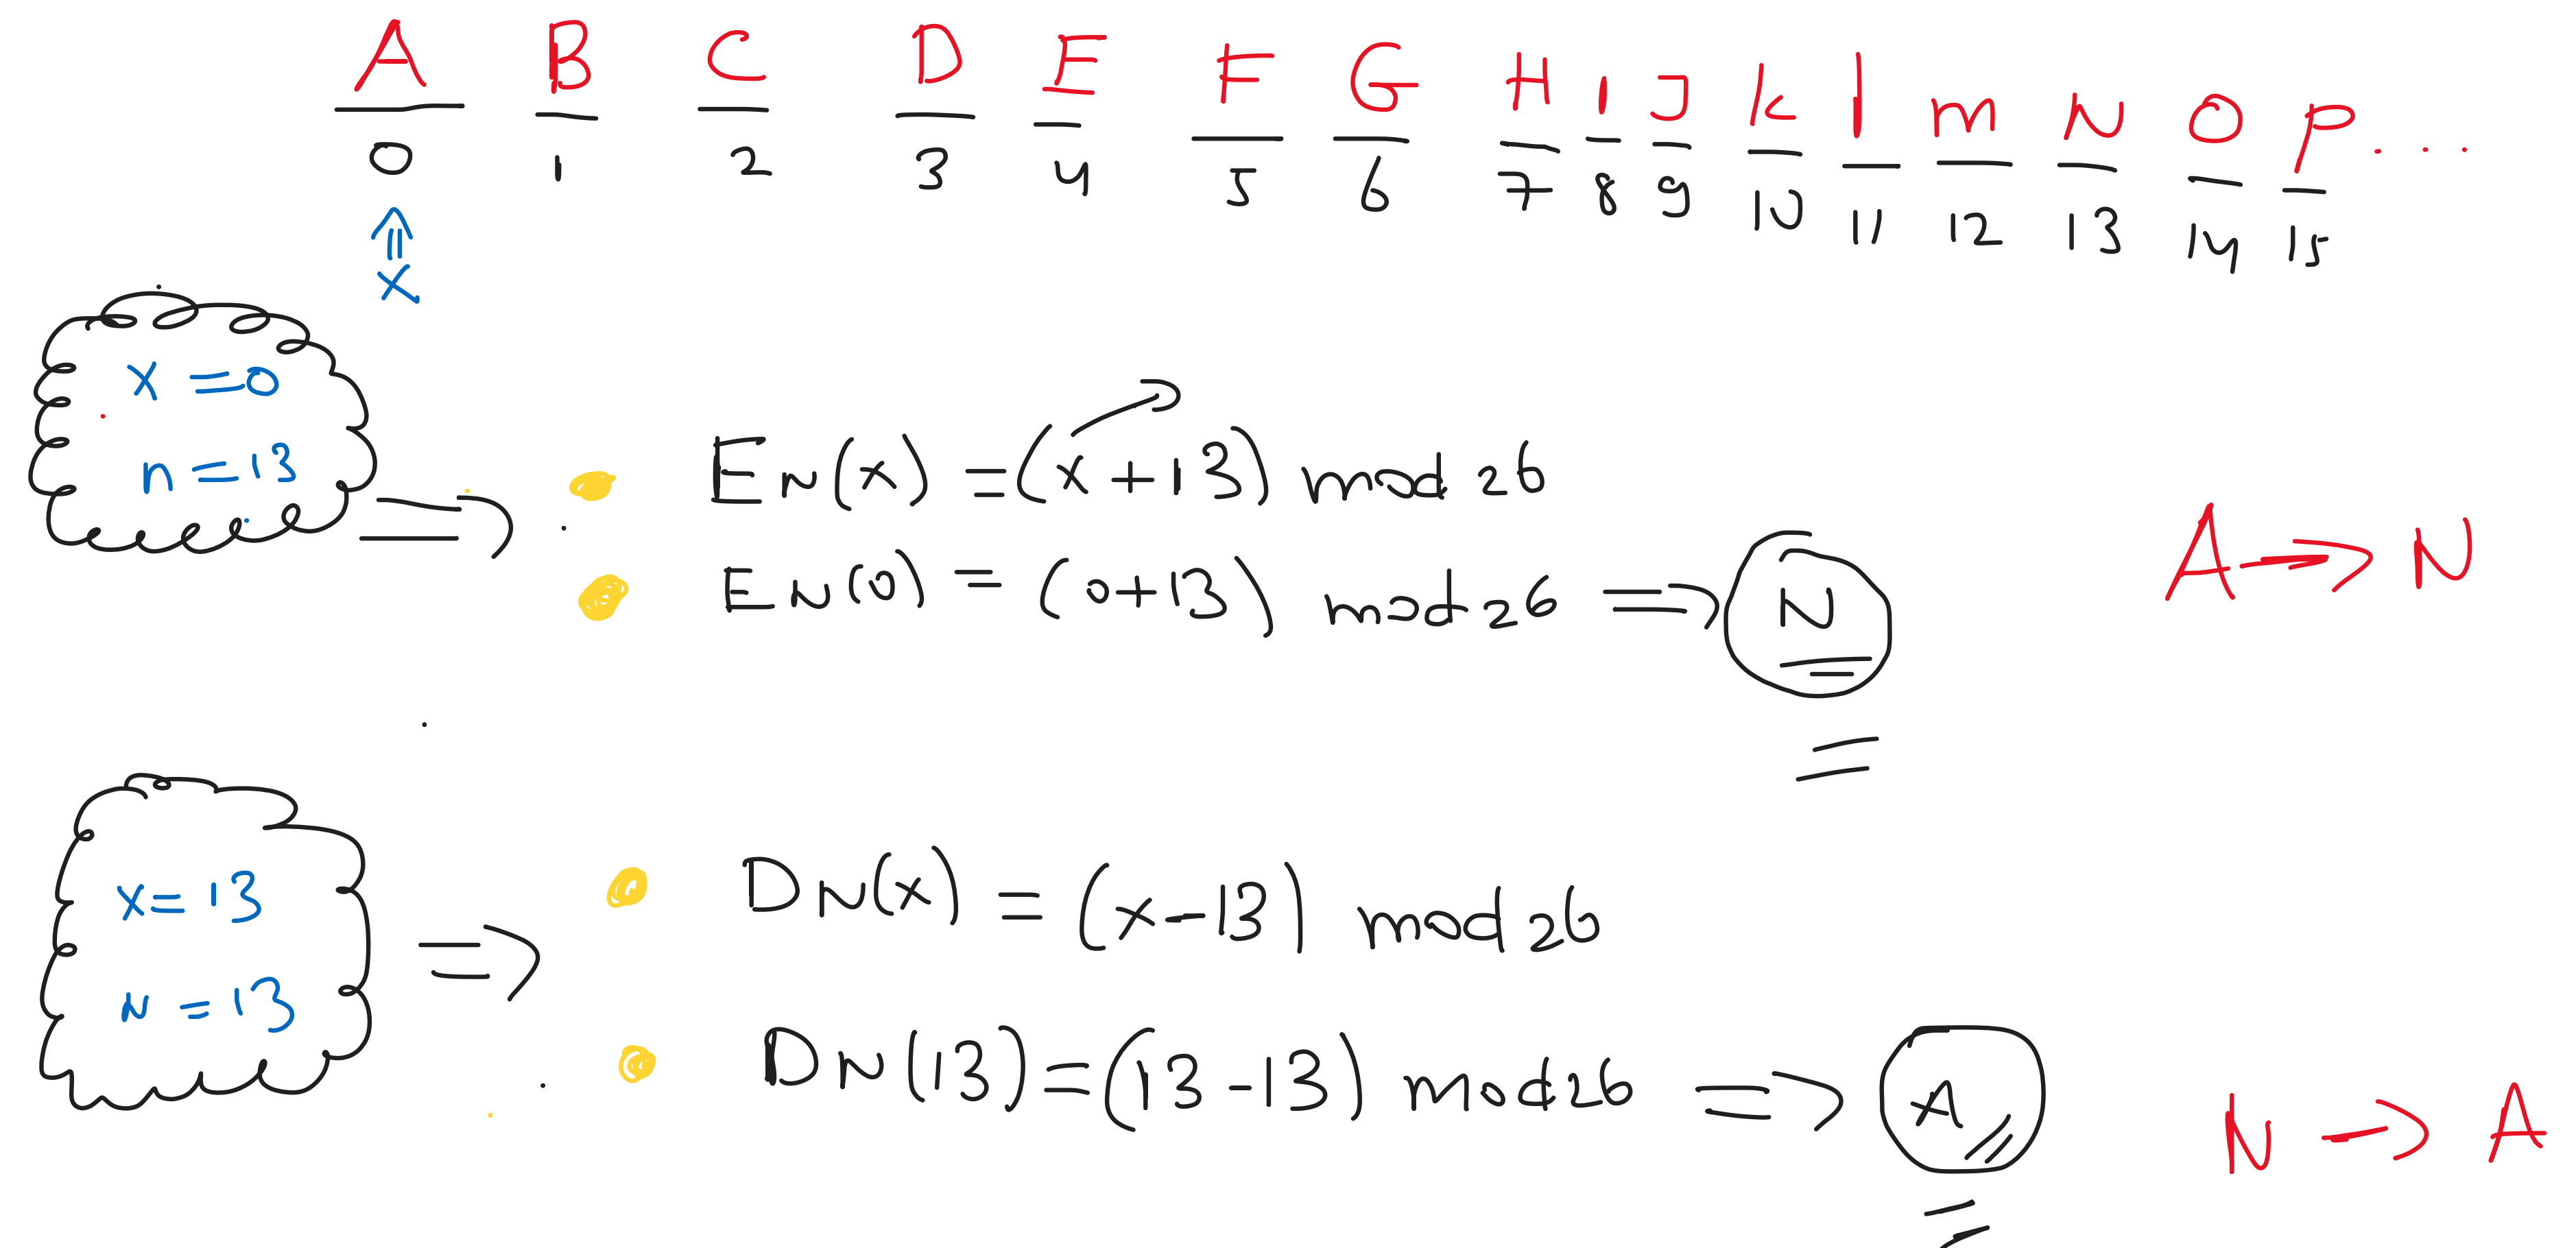 A B C D E F G H I J K l m N O P ....
0 1 2 3 4 5 6 7 8 9 10 11 12 13 14 15
x
x = 0
n = 13
EN(x) = (x + 13) mod 26
EN(0) = (0+13) mod 26 => N
A → N
x = 13
N = 13
DN(x) = (x-13) mod 26
DN(13) = (13-13) mod 26 => A
N → A